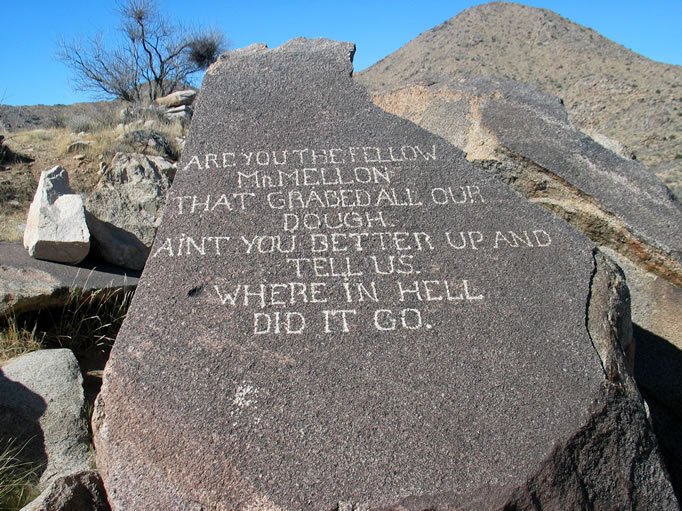 ARE YOU THE FELLOW
Mr. MELLON
THAT GRABED ALL OUR
DOUGH.
AiNT YOU BETTER UP AND
TELL US.
WHERE iN HELL
DID IT GO.